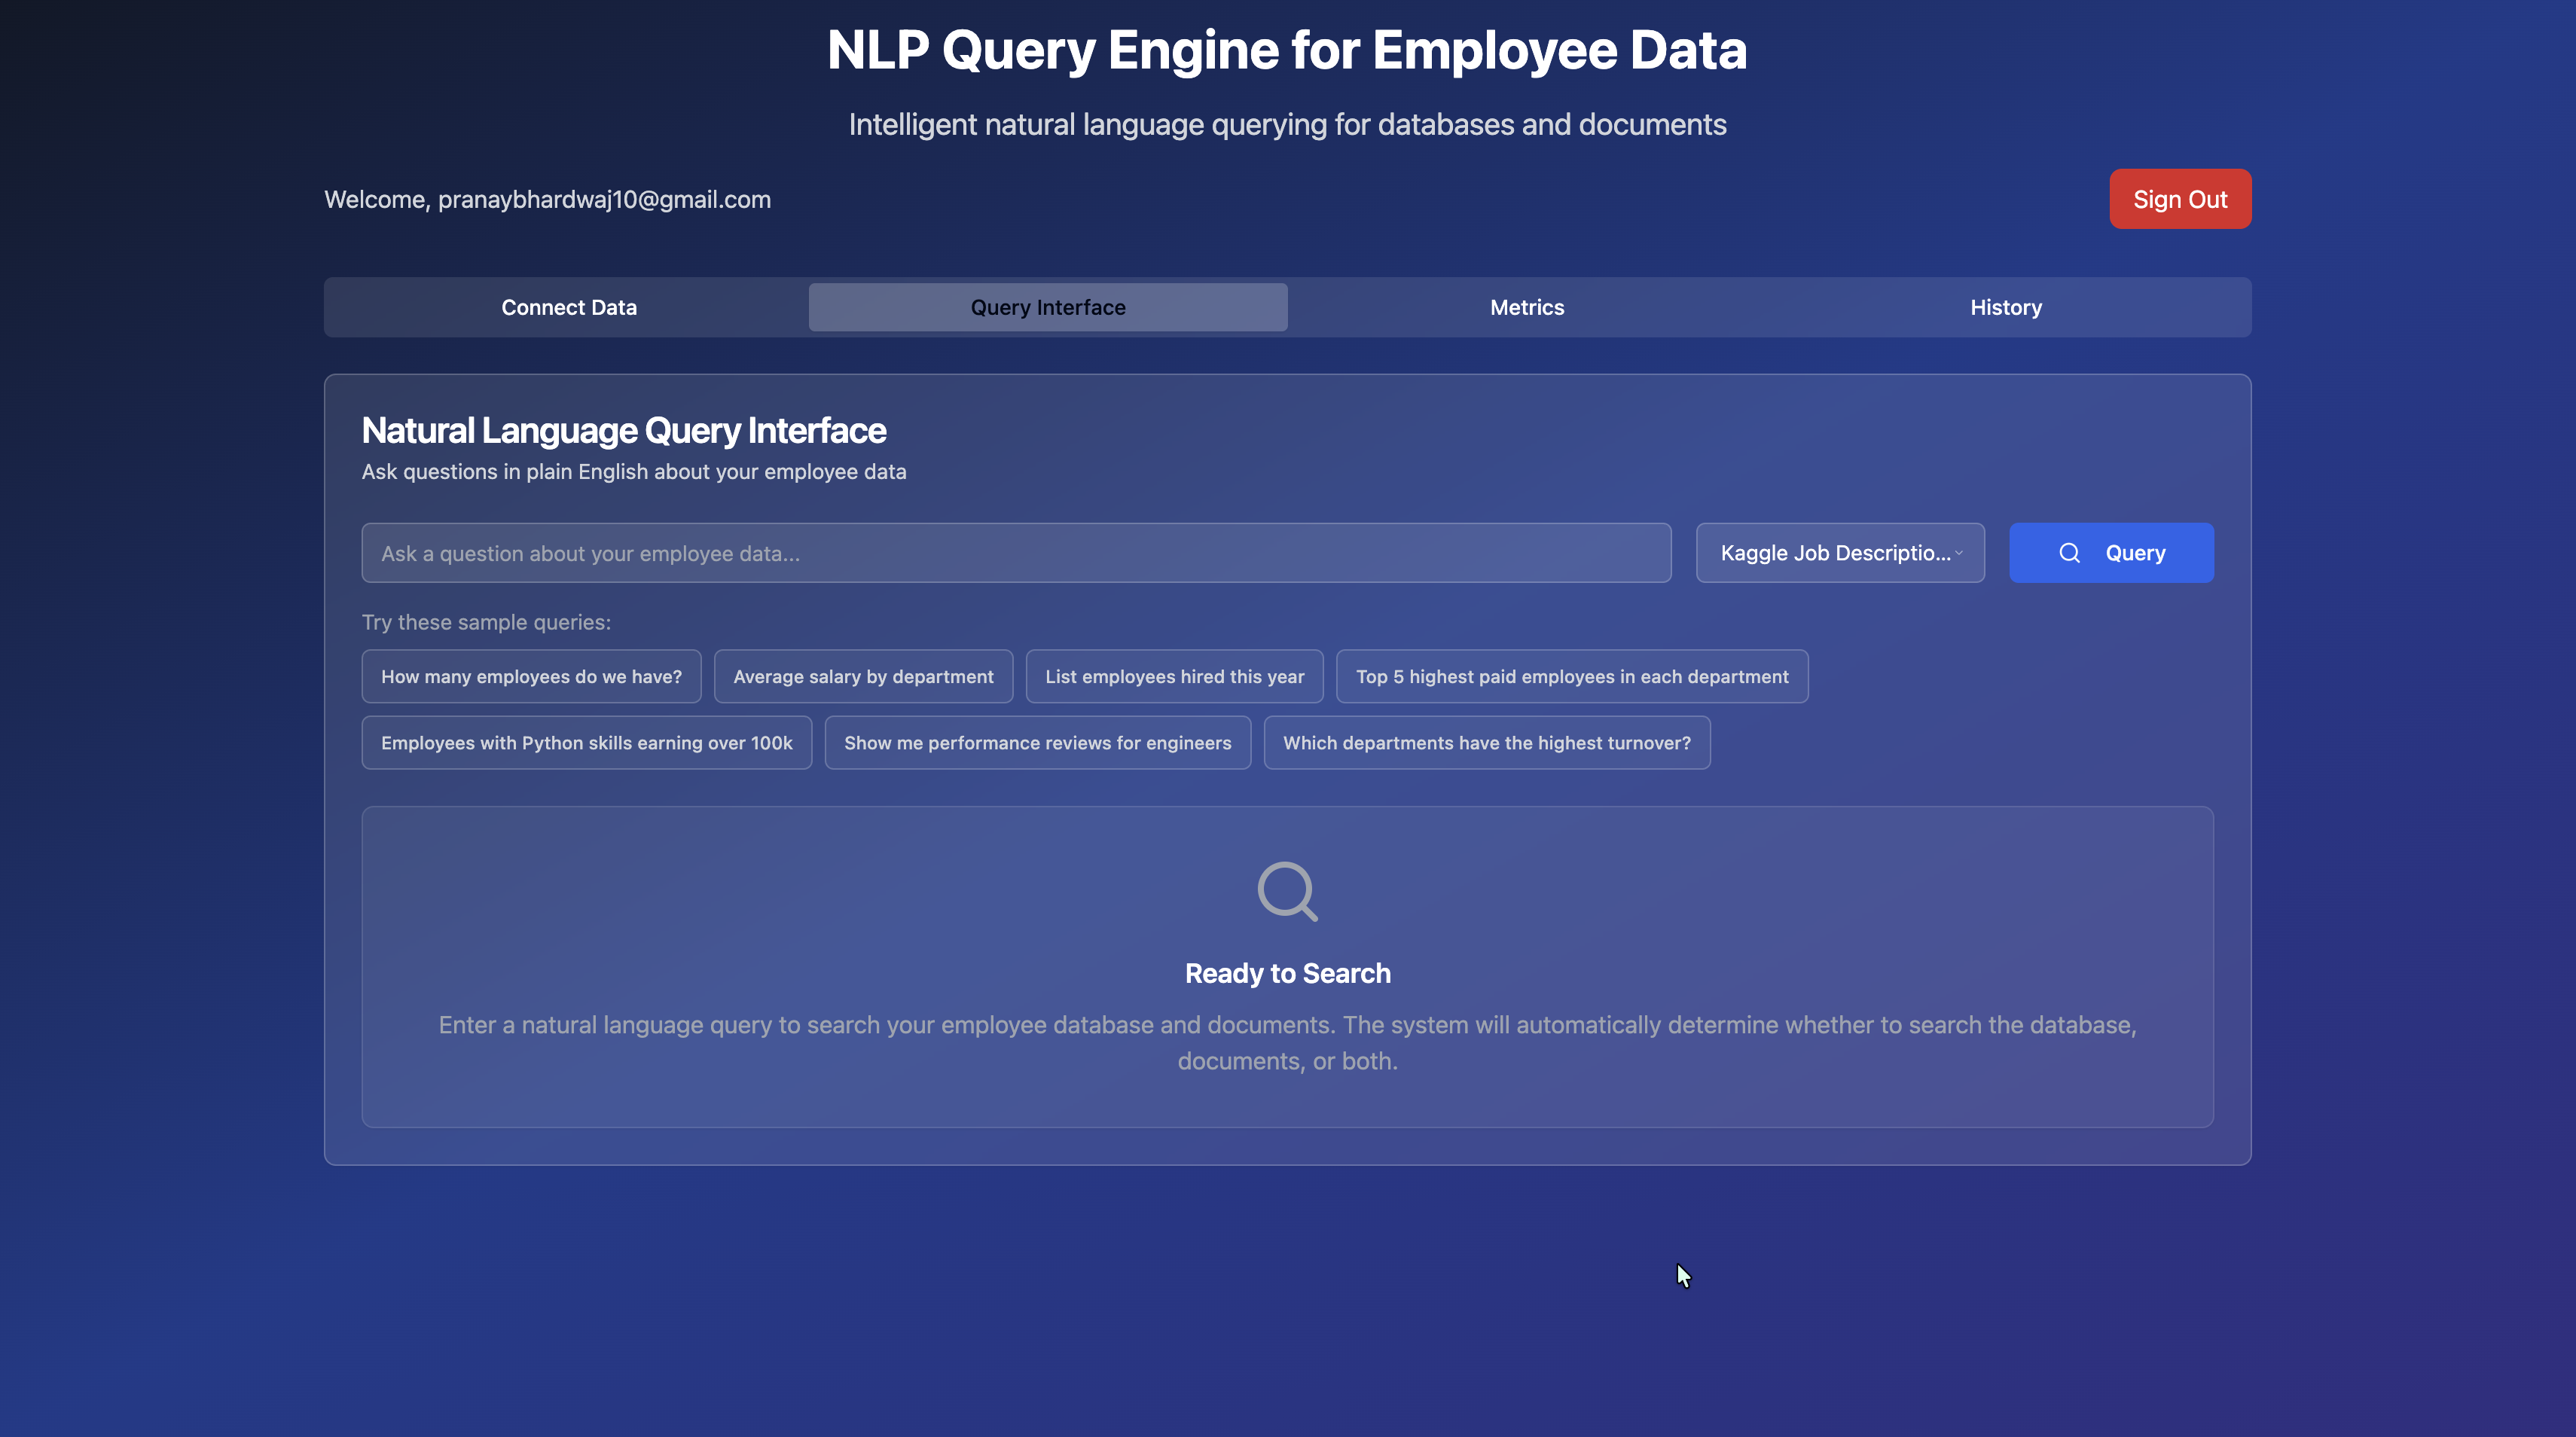 NLP Query Engine for Employee Data
Intelligent natural language querying for databases and documents
Welcome, pranaybhardwaj10@gmail.com
Sign Out
Connect Data
Query Interface
Metrics
History
Natural Language Query Interface
Ask questions in plain English about your employee data
Ask a question about your employee data...
Kaggle Job Descriptio...
Query
Try these sample queries:
How many employees do we have?
Average salary by department
List employees hired this year
Top 5 highest paid employees in each department
Employees with Python skills earning over 100k
Show me performance reviews for engineers
Which departments have the highest turnover?
Ready to Search
Enter a natural language query to search your employee database and documents. The system will automatically determine whether to search the database,
documents, or both.